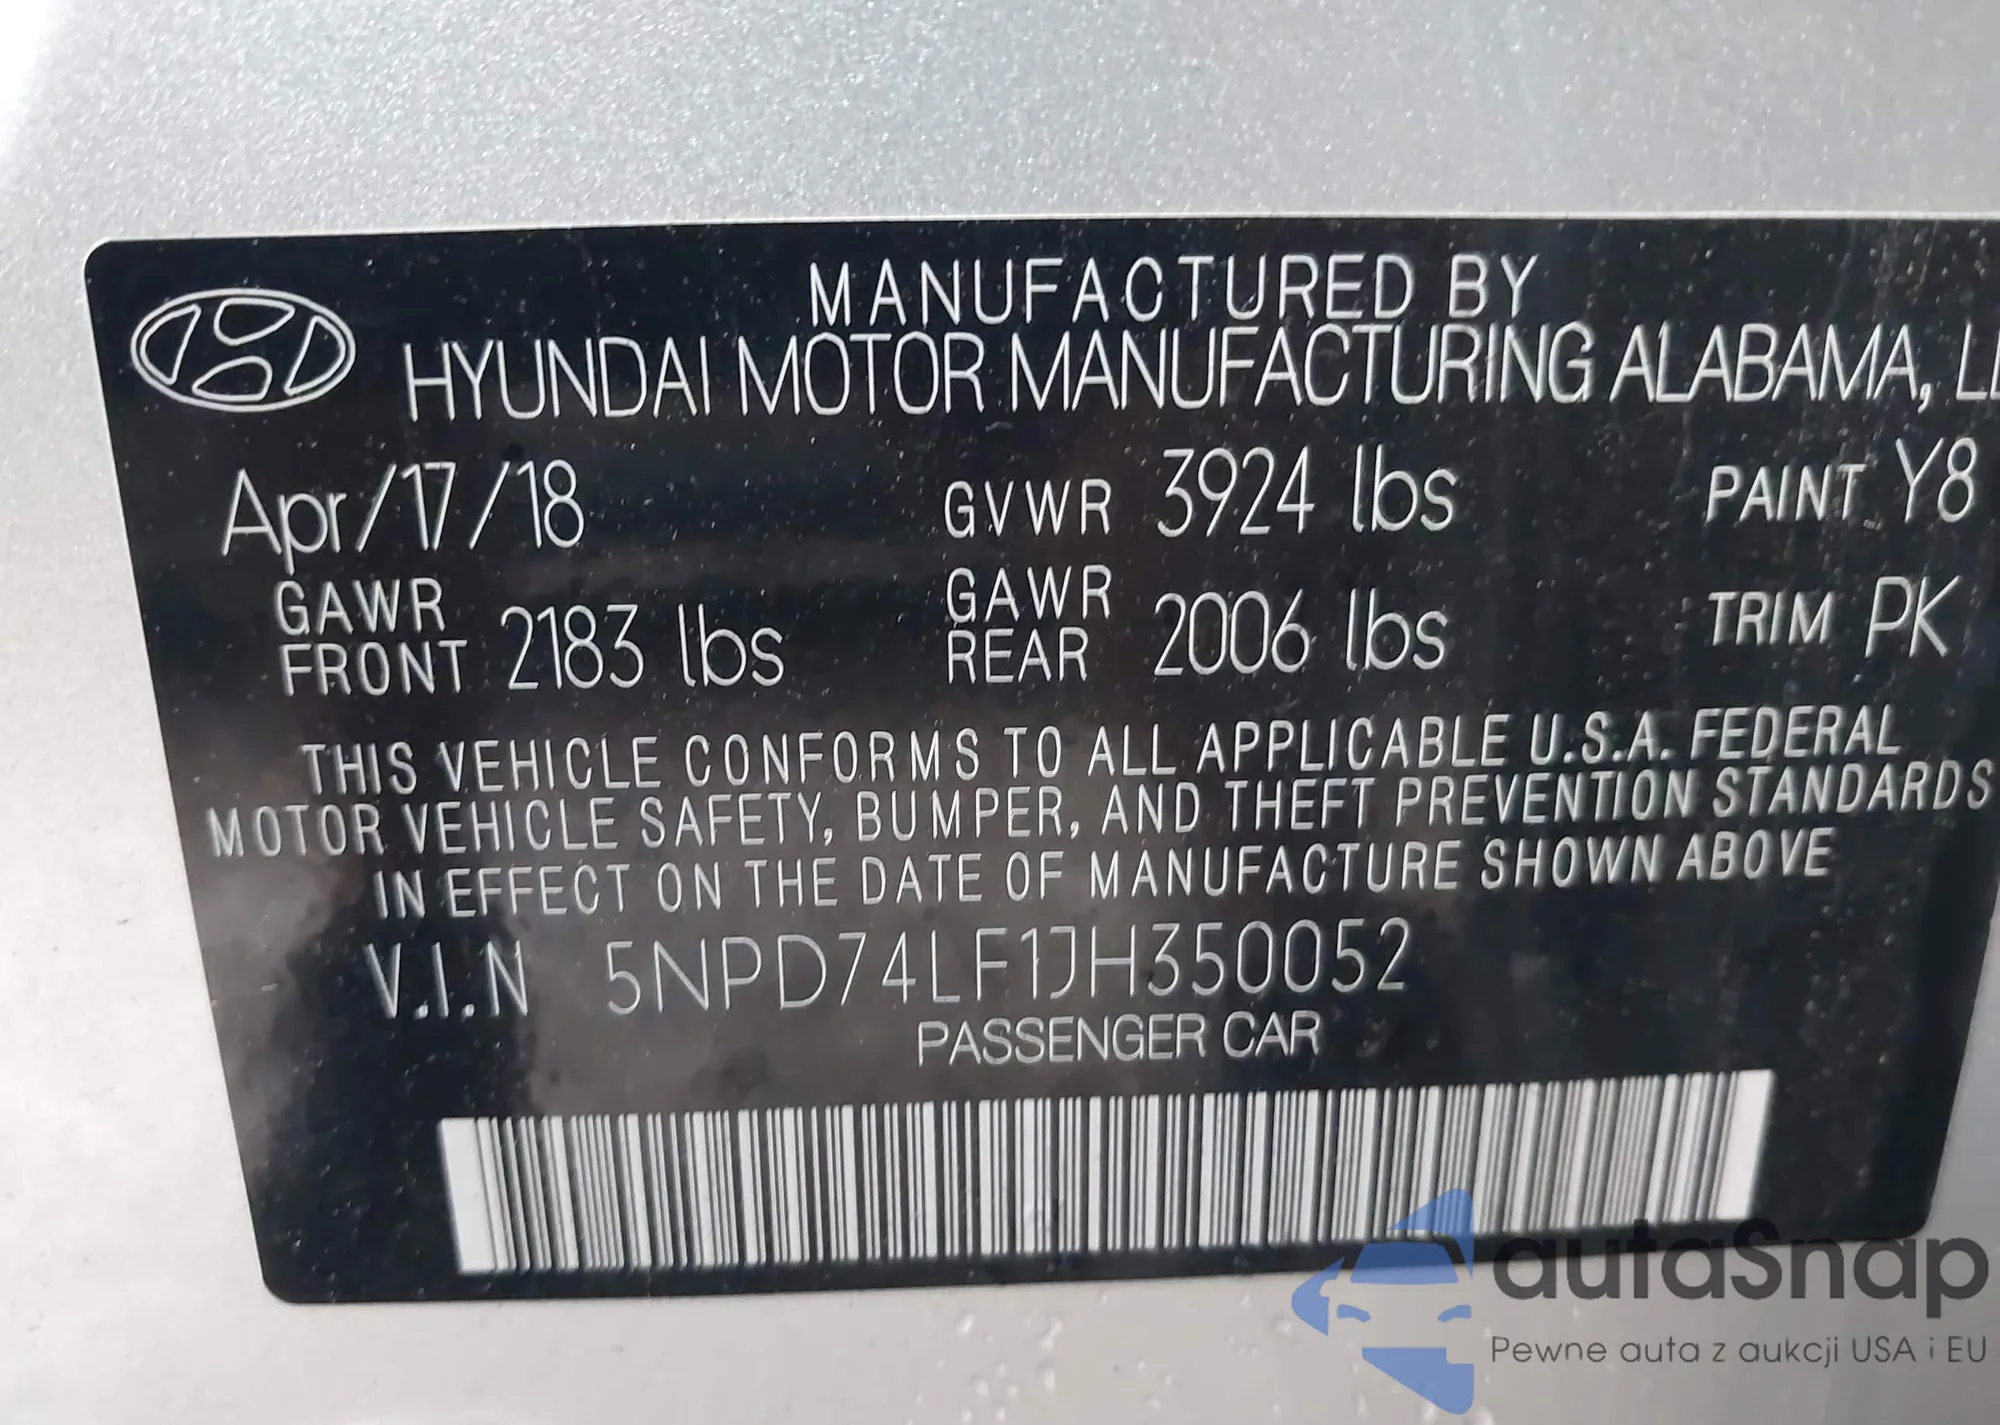 MANUFACTURED BY
HYUNDAI MOTOR MANUFACTURING ALABAMA, LL
Apr/17/18 GVWR 3924 lbs PAINT Y8
GAWR FRONT 2183 lbs GAWR REAR 2006 lbs TRIM PK
THIS VEHICLE CONFORMS TO ALL APPLICABLE U.S.A. FEDERAL
MOTOR VEHICLE SAFETY, BUMPER, AND THEFT PREVENTION STANDARDS
IN EFFECT ON THE DATE OF MANUFACTURE SHOWN ABOVE
V.I.N 5NPD74LF1JH350052
PASSENGER CAR
autaSnap
Pewne auta z aukcji USA i EU